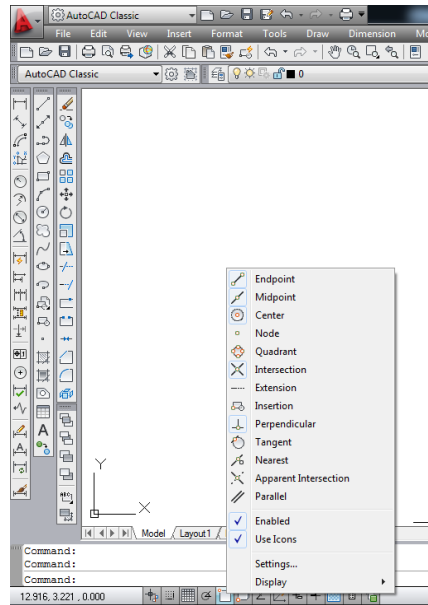 AutoCAD Classic
File Edit View Insert Format Tools Draw Dimension
AutoCAD Classic 0
Endpoint
Midpoint
Center
Node
Quadrant
Intersection
Extension
Insertion
Perpendicular
Tangent
Nearest
Apparent Intersection
Parallel
Enabled
Use Icons
Settings...
Display
A
A
ABC
Y
X
Model Layout1
Command:
Command:
Command:
12.916, 3.221 , 0.000